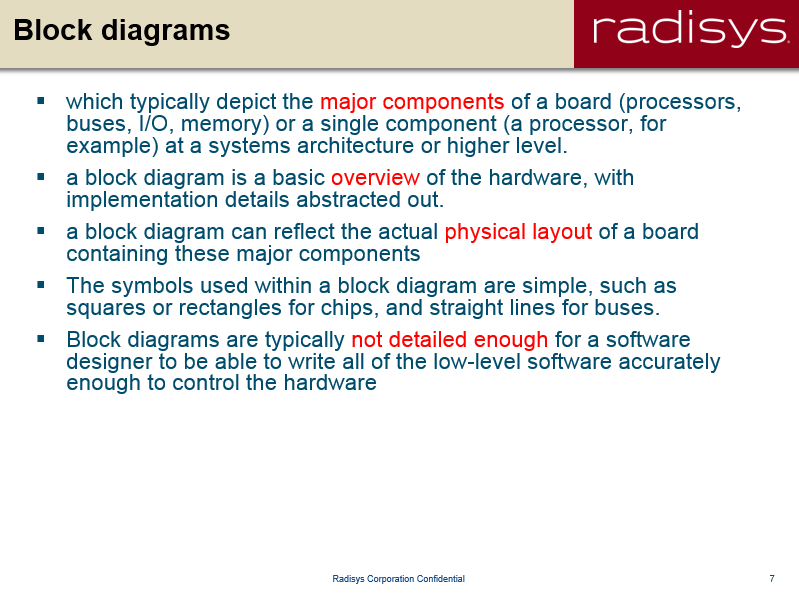 Block diagrams
radisys.
▪ which typically depict the major components of a board (processors,
buses, I/O, memory) or a single component (a processor, for
example) at a systems architecture or higher level.
▪ a block diagram is a basic overview of the hardware, with
implementation details abstracted out.
▪ a block diagram can reflect the actual physical layout of a board
containing these major components
▪ The symbols used within a block diagram are simple, such as
squares or rectangles for chips, and straight lines for buses.
▪ Block diagrams are typically not detailed enough for a software
designer to be able to write all of the low-level software accurately
enough to control the hardware
Radisys Corporation Confidential
7